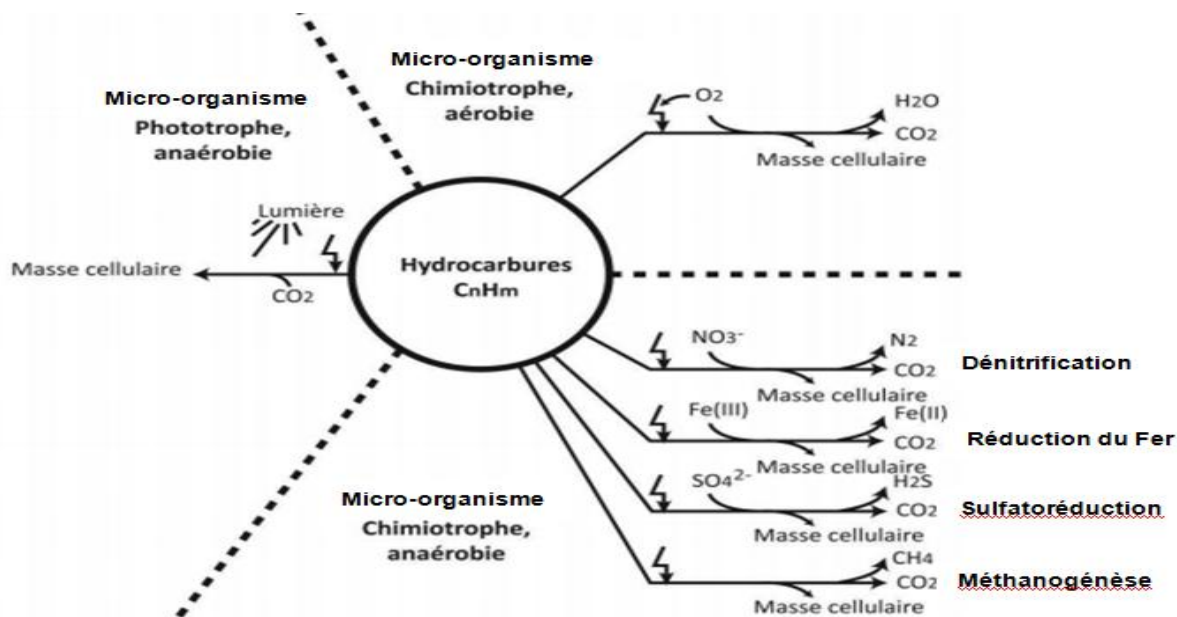 Micro-organisme
Phototrophe,
anaérobie
Lumière
Masse cellulaire
CO2
Micro-organisme
Chimiotrophe,
aérobie
O2
H2O
CO2
Masse cellulaire
Hydrocarbures
CnHm
NO3-
N2
CO2
Masse cellulaire
Dénitrification
Fe(III)
Fe(II)
CO2
Masse cellulaire
Réduction du Fer
SO4 2-
H2S
CO2
Masse cellulaire
Sulfatoréduction
CH4
CO2
Masse cellulaire
Méthanogénèse
Micro-organisme
Chimiotrophe,
anaérobie